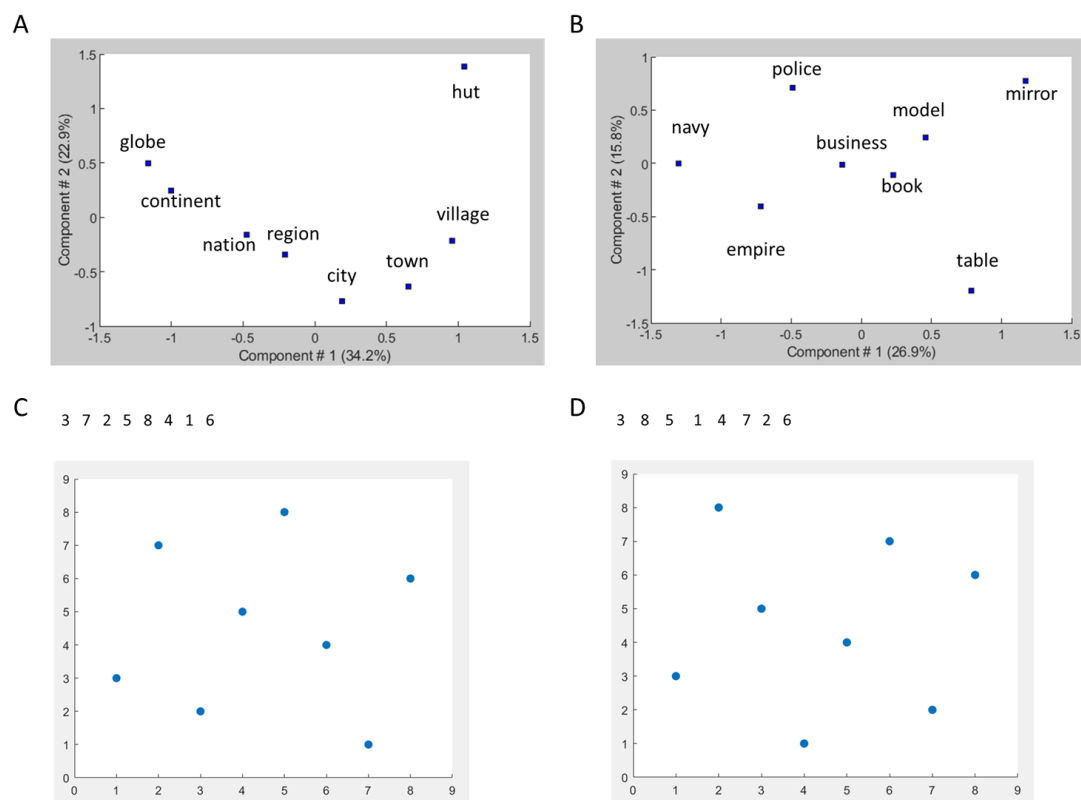 A
1.5
1
0.5
0
-0.5
-1
-1.5 -1 -0.5 0 0.5 1 1.5
Component # 2 (22.9%)
Component # 1 (34.2%)
hut
globe
continent
village
region
nation
town
city
B
1
0.5
0
-0.5
-1
-1.5
-1.5 -1 -0.5 0 0.5 1 1.5
Component # 2 (15.8%)
Component # 1 (26.9%)
police
mirror
model
navy
business
book
empire
table
C
3 7 2 5 8 4 1 6
9
8
7
6
5
4
3
2
1
0
0 1 2 3 4 5 6 7 8 9
D
3 8 5 1 4 7 2 6
9
8
7
6
5
4
3
2
1
0
0 1 2 3 4 5 6 7 8 9